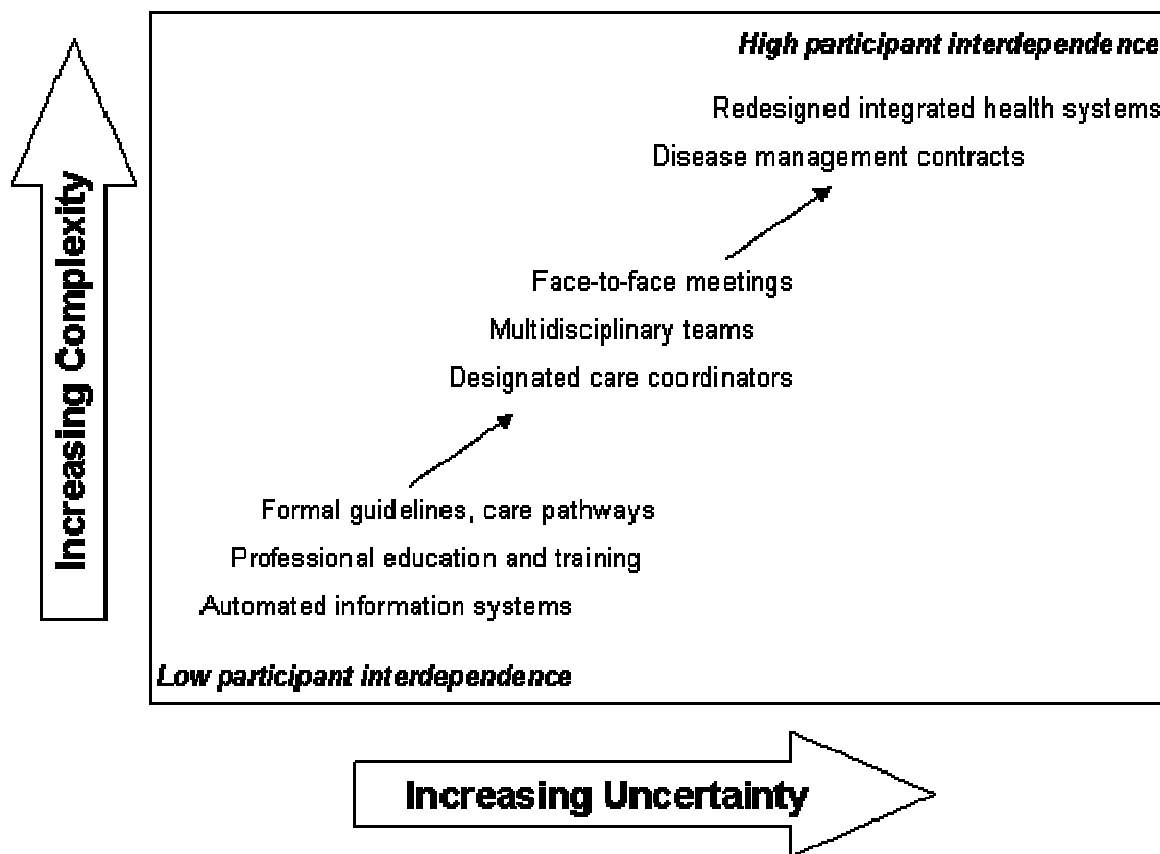 High participant interdependence
Redesigned integrated health systems
Disease management contracts
Face-to-face meetings
Multidisciplinary teams
Designated care coordinators
Formal guidelines, care pathways
Professional education and training
Automated information systems
Low participant interdependence
Increasing Complexity
Increasing Uncertainty